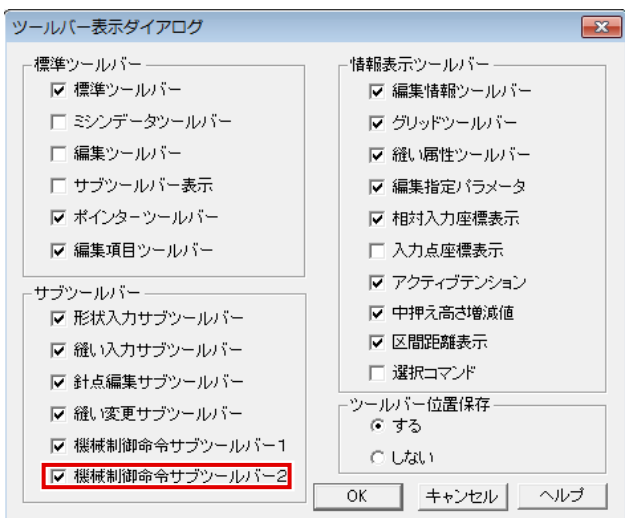 ツールバー表示ダイアログ
標準ツールバー
標準ツールバー
ミシンデータツールバー
編集ツールバー
サブツールバー表示
ポインターツールバー
編集項目ツールバー
サブツールバー
形状入力サブツールバー
縫い入力サブツールバー
針点編集サブツールバー
縫い変更サブツールバー
機械制御命令サブツールバー1
機械制御命令サブツールバー2
情報表示ツールバー
編集情報ツールバー
グリッドツールバー
縫い属性ツールバー
編集指定パラメータ
相対入力座標表示
入力点座標表示
アクティブテンション
中押え高さ増減値
区間距離表示
選択コマンド
ツールバー位置保存
する
しない
OK キャンセル ヘルプ